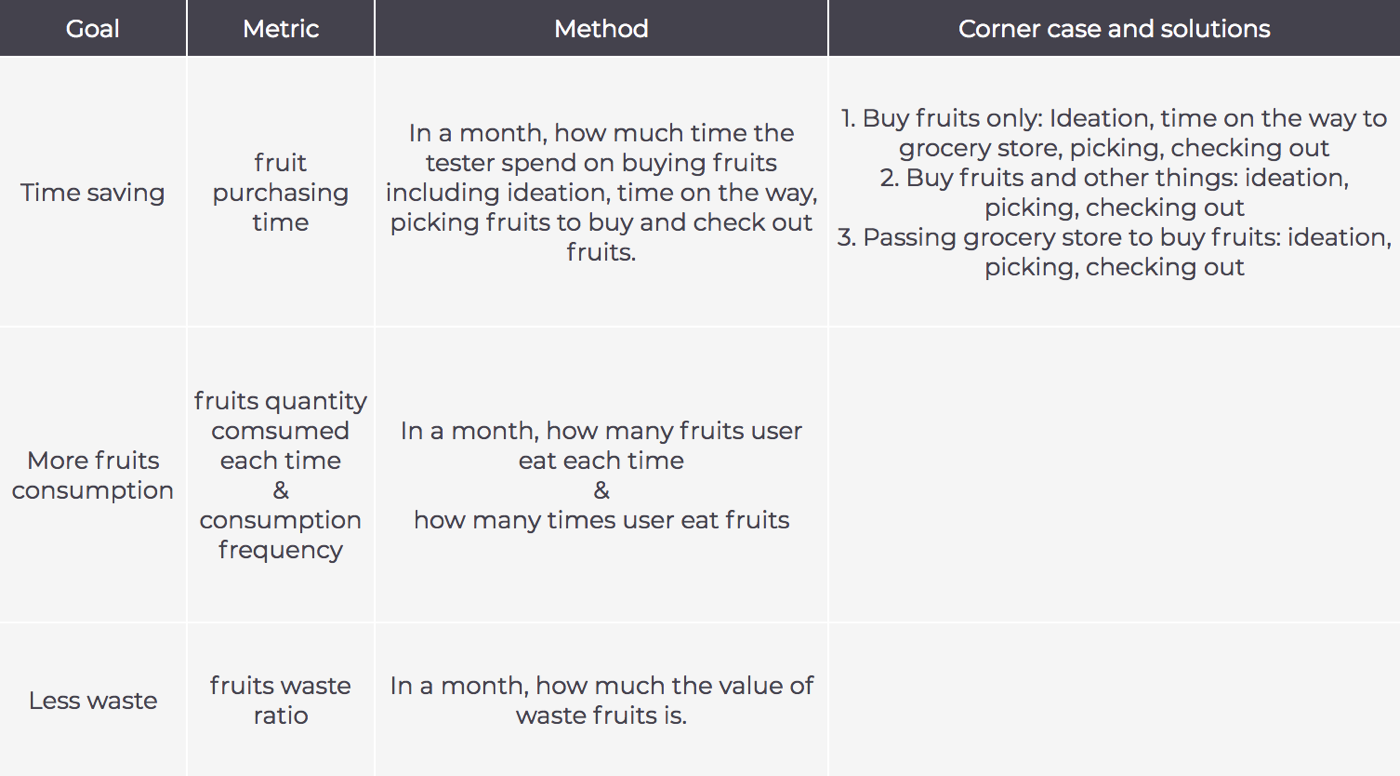 Goal
Metric
Method
Corner case and solutions
Time saving
fruit
purchasing
time
In a month, how much time the
tester spend on buying fruits
including ideation, time on the way,
picking fruits to buy and check out
fruits.
1. Buy fruits only: Ideation, time on the way to
grocery store, picking, checking out
2. Buy fruits and other things: ideation,
picking, checking out
3. Passing grocery store to buy fruits: ideation,
picking, checking out
More fruits
consumption
fruits quantity
comsumed
each time
&
consumption
frequency
In a month, how many fruits user
eat each time
&
how many times user eat fruits
Less waste
fruits waste
ratio
In a month, how much the value of
waste fruits is.